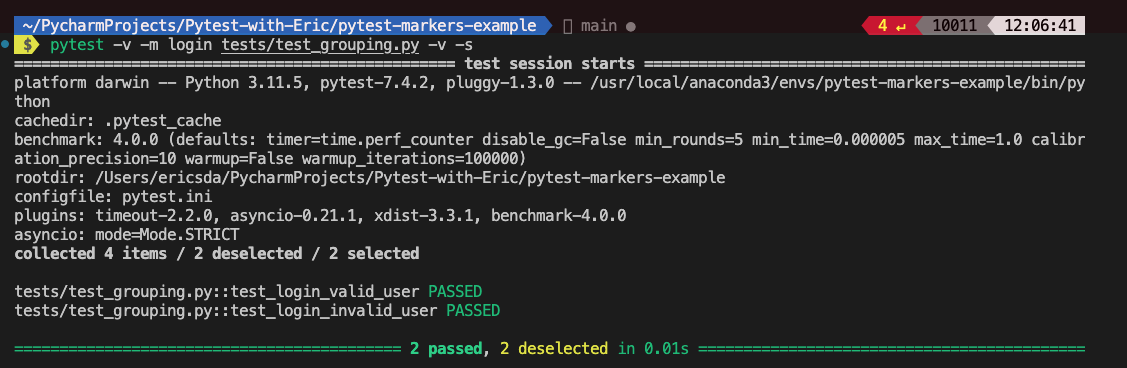 ~/PycharmProjects/Pytest-with-Eric/pytest-markers-example main ● 4 ↵ 10011 12:06:41
$ pytest -v -m login tests/test_grouping.py -v -s
================================================= test session starts =================================================
platform darwin -- Python 3.11.5, pytest-7.4.2, pluggy-1.3.0 -- /usr/local/anaconda3/envs/pytest-markers-example/bin/py
thon
cachedir: .pytest_cache
benchmark: 4.0.0 (defaults: timer=time.perf_counter disable_gc=False min_rounds=5 min_time=0.000005 max_time=1.0 calibr
ation_precision=10 warmup=False warmup_iterations=100000)
rootdir: /Users/ericsda/PycharmProjects/Pytest-with-Eric/pytest-markers-example
configfile: pytest.ini
plugins: timeout-2.2.0, asyncio-0.21.1, xdist-3.3.1, benchmark-4.0.0
asyncio: mode=Mode.STRICT
collected 4 items / 2 deselected / 2 selected
tests/test_grouping.py::test_login_valid_user PASSED
tests/test_grouping.py::test_login_invalid_user PASSED
=========================================== 2 passed, 2 deselected in 0.01s ===========================================